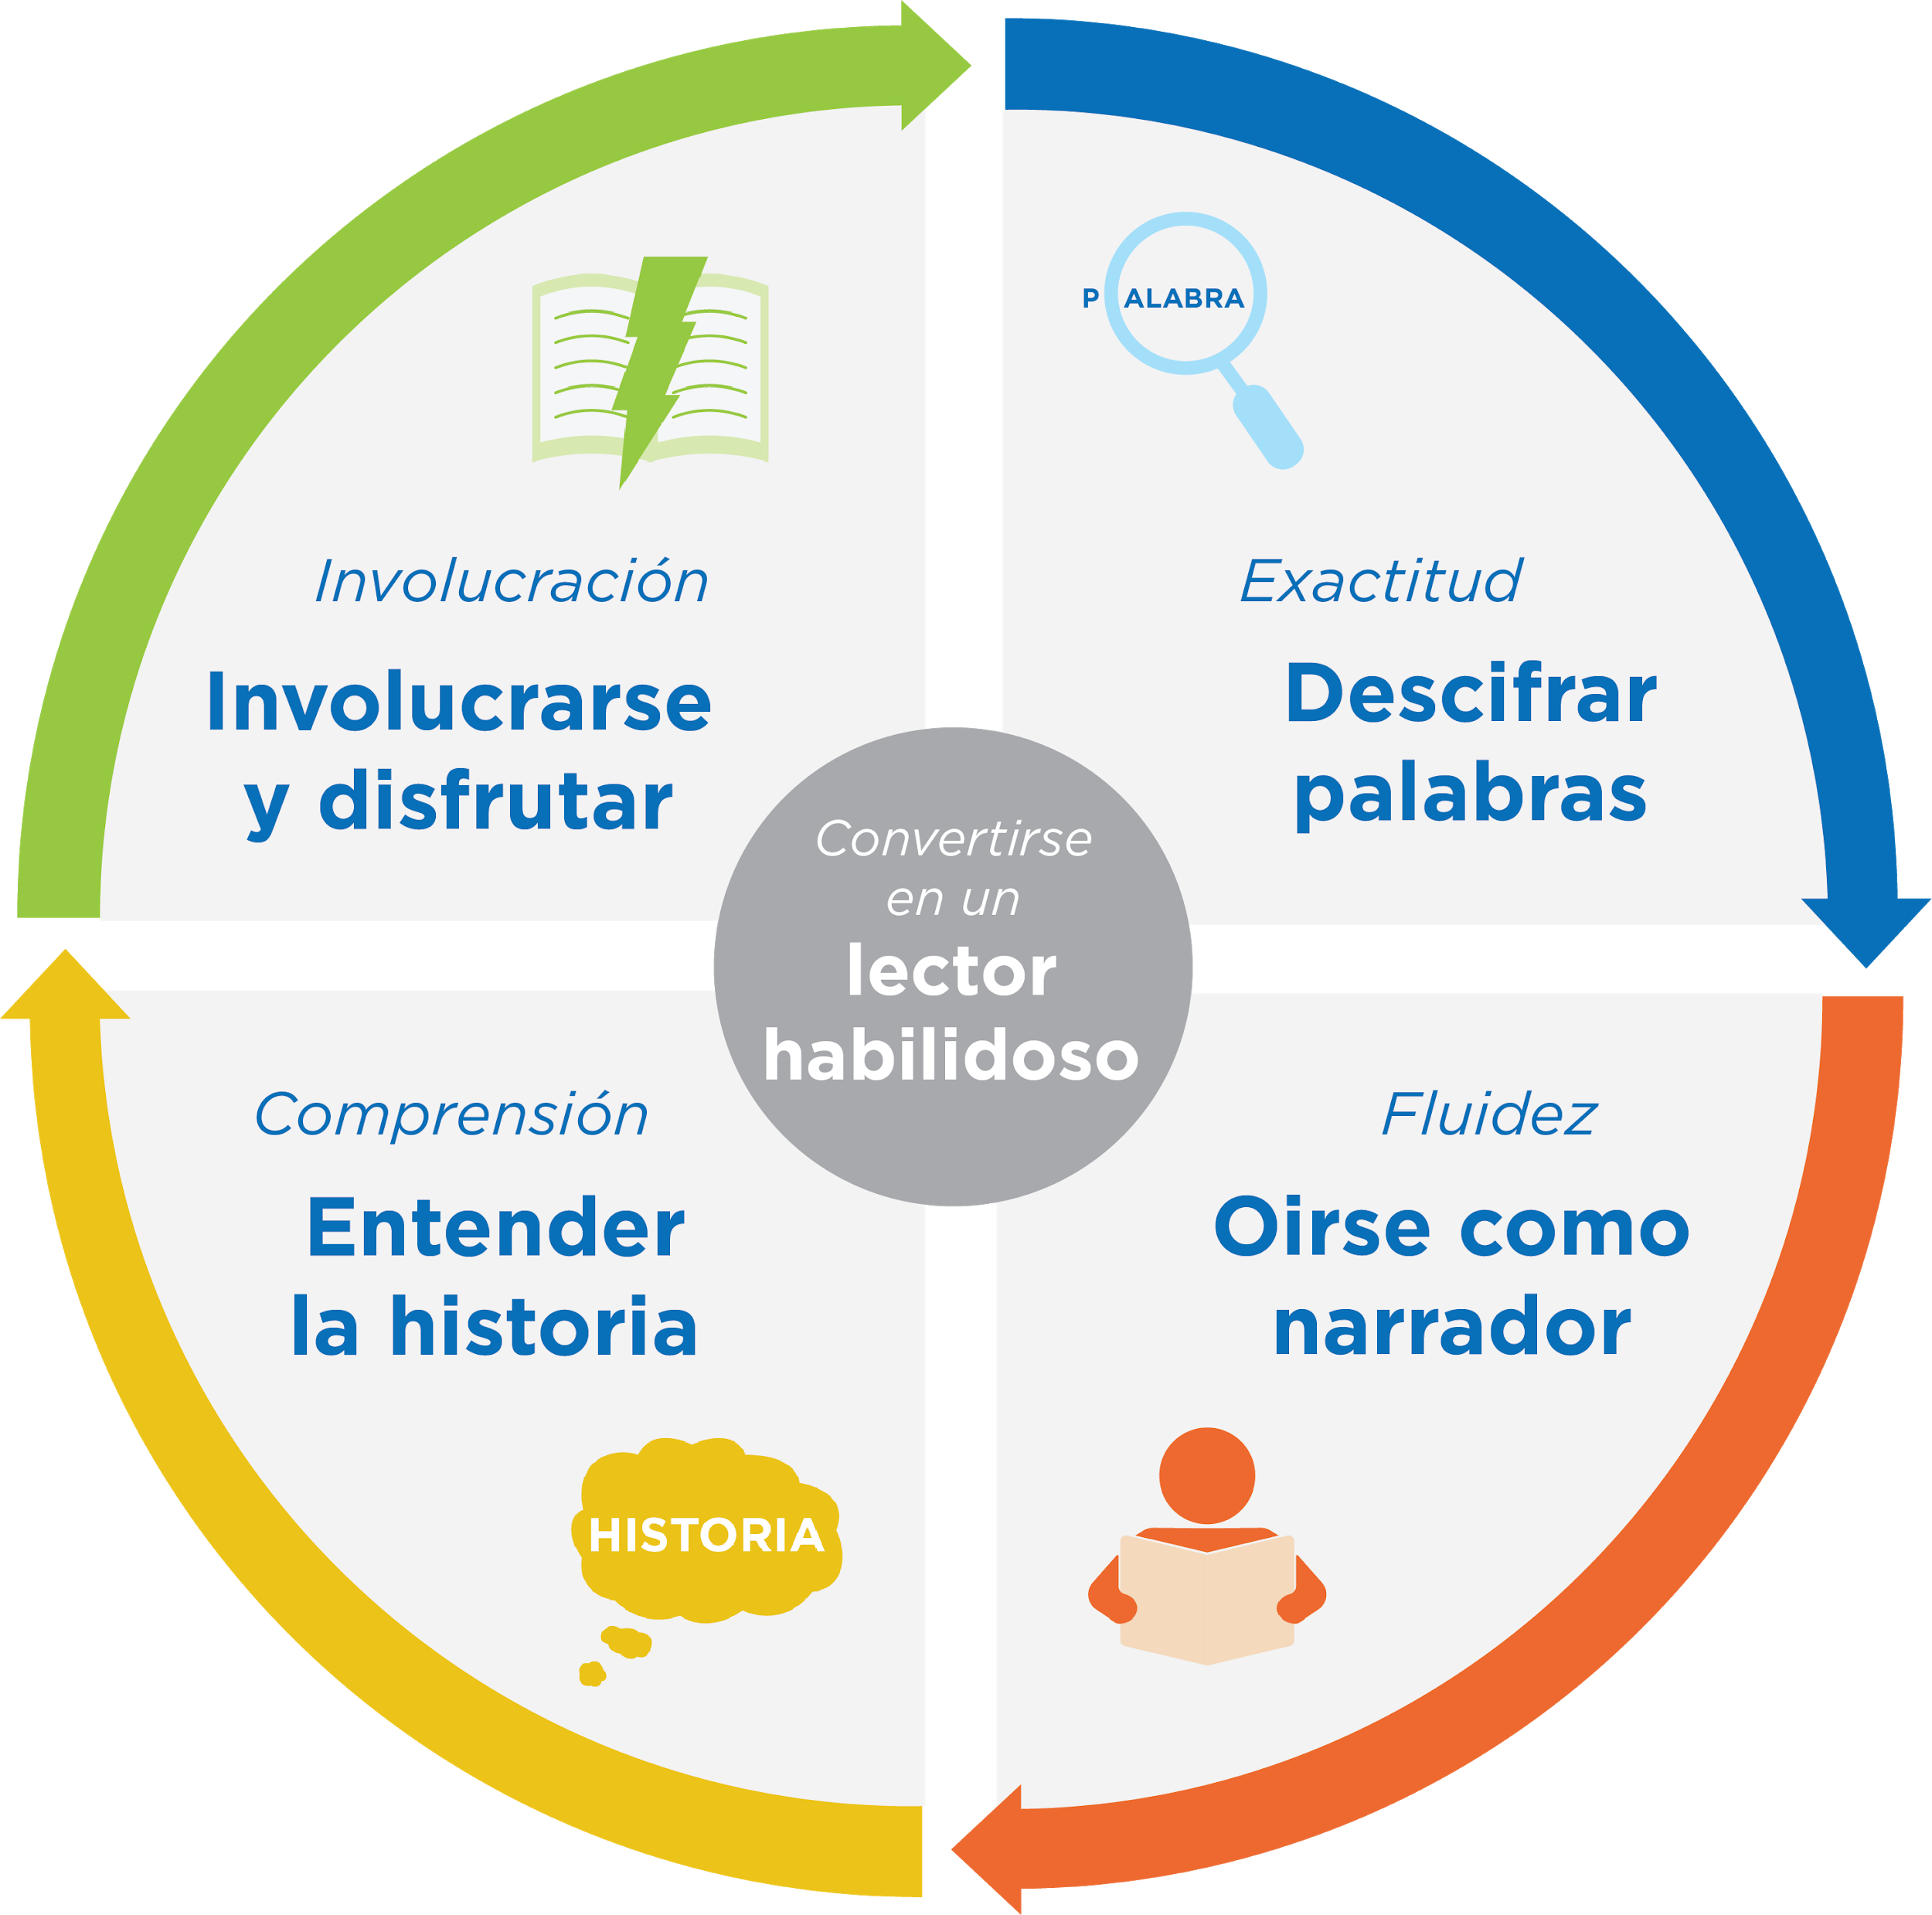 P ALABRA
Involucración
Involucrarse
y disfrutar
Exactitud
Descifrar
palabras
Convertirse
en un
lector
habilidoso
Comprensión
Entender
la historia
HISTORIA
Fluidez
Oirse como
narrador